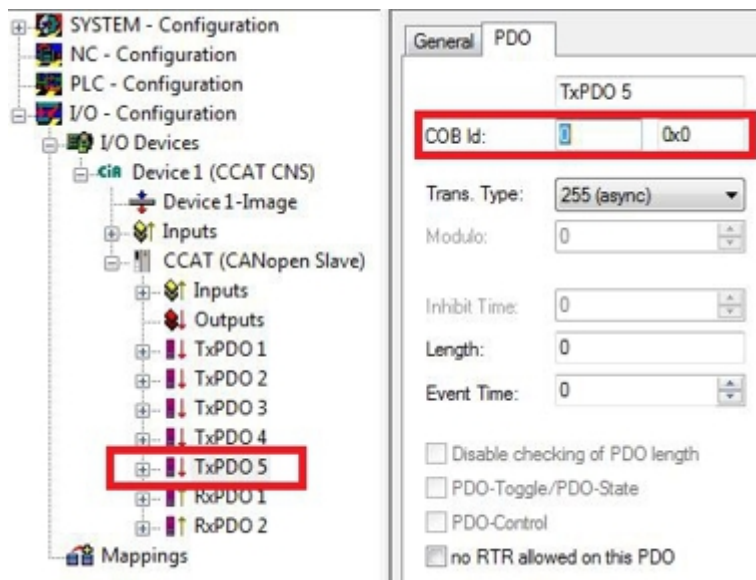 SYSTEM - Configuration
NC - Configuration
PLC - Configuration
I/O - Configuration
I/O Devices
CiA Device 1 (CCAT CNS)
Device 1-Image
Inputs
CCAT (CANopen Slave)
Inputs
Outputs
TxPDO 1
TxPDO 2
TxPDO 3
TxPDO 4
TxPDO 5
RxPDO 1
RxPDO 2
Mappings
General PDO
TxPDO 5
COB Id: 0 0x0
Trans. Type: 255 (async)
Modulo: 0
Inhibit Time: 0
Length: 0
Event Time: 0
Disable checking of PDO length
PDO-Toggle/PDO-State
PDO-Control
no RTR allowed on this PDO